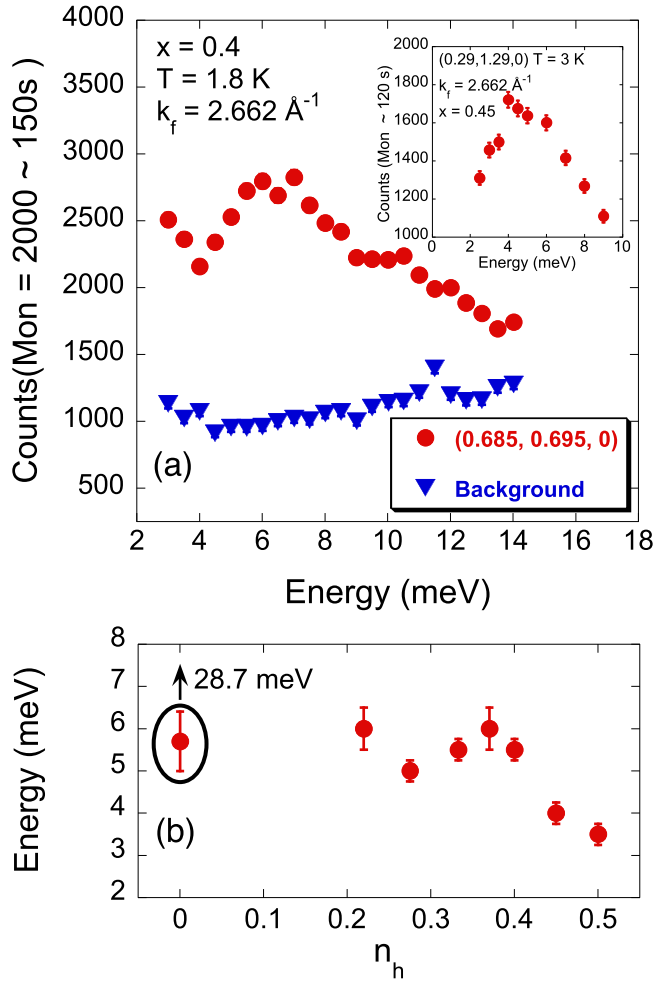 4000
3500
3000
2500
2000
1500
1000
500
Counts(Mon = 2000 ~ 150s)
x = 0.4
T = 1.8 K
k_f = 2.662 Å⁻¹
(a)
2000
1800
1600
1400
1200
1000
Counts (Mon ~ 120 s)
(0.29,1.29,0) T = 3 K
k_f = 2.662 Å⁻¹
x = 0.45
0 2 4 6 8 10
Energy (meV)
(0.685, 0.695, 0)
Background
2 4 6 8 10 12 14 16 18
Energy (meV)
8
7
6
5
4
3
2
Energy (meV)
28.7 meV
(b)
0 0.1 0.2 0.3 0.4 0.5
n_h